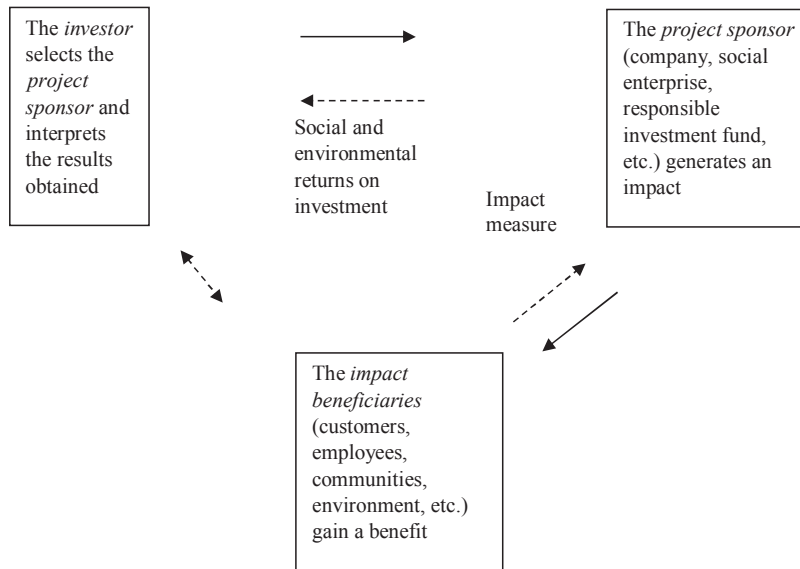 The investor
selects the
project
sponsor and
interprets
the results
obtained
Social and
environmental
returns on
investment
The project sponsor
(company, social
enterprise,
responsible
investment fund,
etc.) generates an
impact
Impact
measure
The impact
beneficiaries
(customers,
employees,
communities,
environment, etc.)
gain a benefit